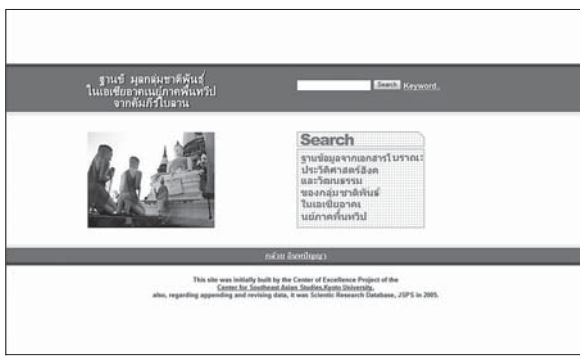 ฐานข้ มูลกลุ่มชาติพันธุ์
ในเอเชียอาคเนย์ภาคพื้นทวีป
จากคัมภีร์ใบลาน
Search Keyword.
Search
ฐานข้อมูลจากเอกสารโบราณ:
ประวัติศาสตร์สังค
และวัฒนธรรม
ของกลุ่มชาติพันธุ์
ในเอเชียอาคเ
นย์ภาคพื้นทวีป
This site was initially built by the Center of Excellence Project of the
Center for Southeast Asian Studies,Kyoto University.
also, regarding appending and revising data, it was Scientic Research Database, JSPS in 2005.